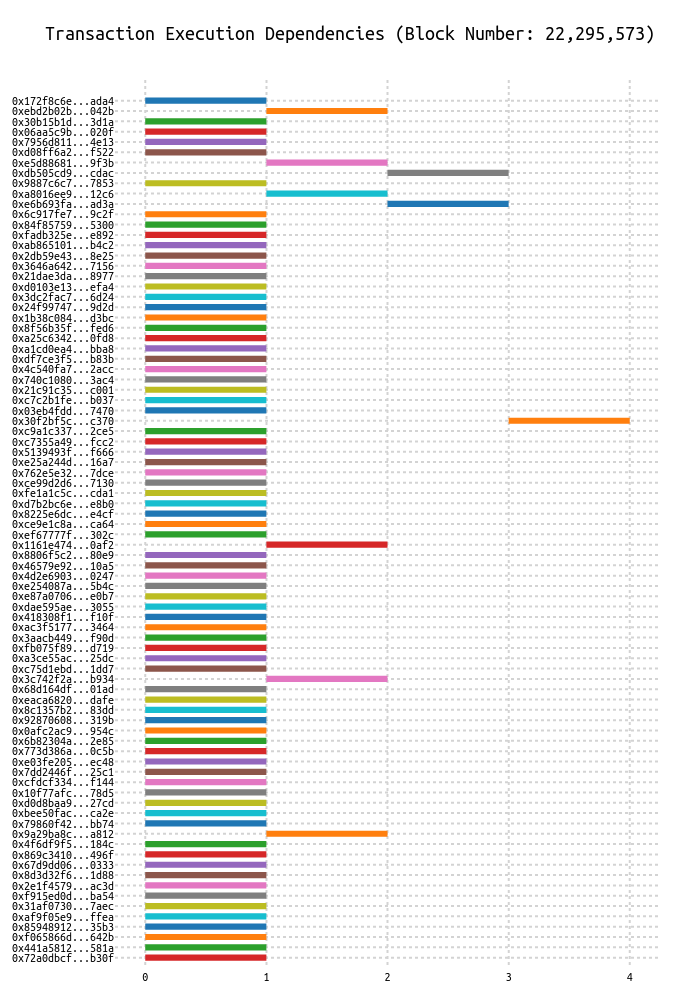 Transaction Execution Dependencies (Block Number: 22,295,573)
0x172f8c6e...ada4
0xebd2b02b...042b
0x30b15b1d...3d1a
0x06aa5c9b...020f
0x7956d811...4e13
0xd08ff6a2...f522
0xe5d88681...9f3b
0xdb505cd9...cdac
0x9887c6c7...7853
0xa8016ee9...12c6
0xe6b693fa...ad3a
0x6c917fe7...9c2f
0x84f85759...5300
0xfadb325e...e892
0xab865101...b4c2
0x2db59e43...8e25
0x3646a642...7156
0x21dae3da...8977
0xd0103e13...efa4
0x3dc2fac7...6d24
0x24f99747...9d2d
0x1b38c084...d3bc
0x8f56b35f...fed6
0xa25c6342...0fd8
0xa1cd0ea4...bba8
0xdf7ce3f5...b83b
0x4c540fa7...2acc
0x740c1080...3ac4
0x21c91c35...c001
0xc7c2b1fe...b037
0x03eb4fdd...7470
0x30f2bf5c...c370
0xc9a1c337...2ce5
0xc7355a49...fcc2
0x5139493f...f666
0xe25a244d...16a7
0x762e5e32...7dce
0xce99d2d6...7130
0xfe1a1c5c...cda1
0xd7b2bc6e...e8b0
0x8225e6dc...e4cf
0xce9e1c8a...ca64
0xef67777f...302c
0x1161e474...0af2
0x8806f5c2...80e9
0x46579e92...10a5
0x4d2e6903...0247
0xe254087a...5b4c
0xe87a0706...e0b7
0xdae595ae...3055
0x418308f1...f10f
0xac3f5177...3464
0x3aacb449...f90d
0xfb075f89...d719
0xa3ce55ac...25dc
0xc75d1ebd...1dd7
0x3c742f2a...b934
0x68d164df...01ad
0xeaca6820...dafe
0x8c1357b2...83dd
0x92870608...319b
0x0afc2ac9...954c
0x6b82304a...2e85
0x773d386a...0c5b
0xe03fe205...ec48
0x7dd2446f...25c1
0xcfdcf334...f144
0x10f77afc...78d5
0xd0d8baa9...27cd
0xbee50fac...ca2e
0x79860f42...bb74
0x9a29ba8c...a812
0x4f6df9f5...184c
0x869c3410...496f
0x67d9dd06...0333
0x8d3d32f6...1d88
0x2e1f4579...ac3d
0xf915ed0d...ba54
0x31af0730...7aec
0xaf9f05e9...ffea
0x85948912...35b3
0xf065866d...642b
0x441a5812...581a
0x72a0dbcf...b30f
0 1 2 3 4